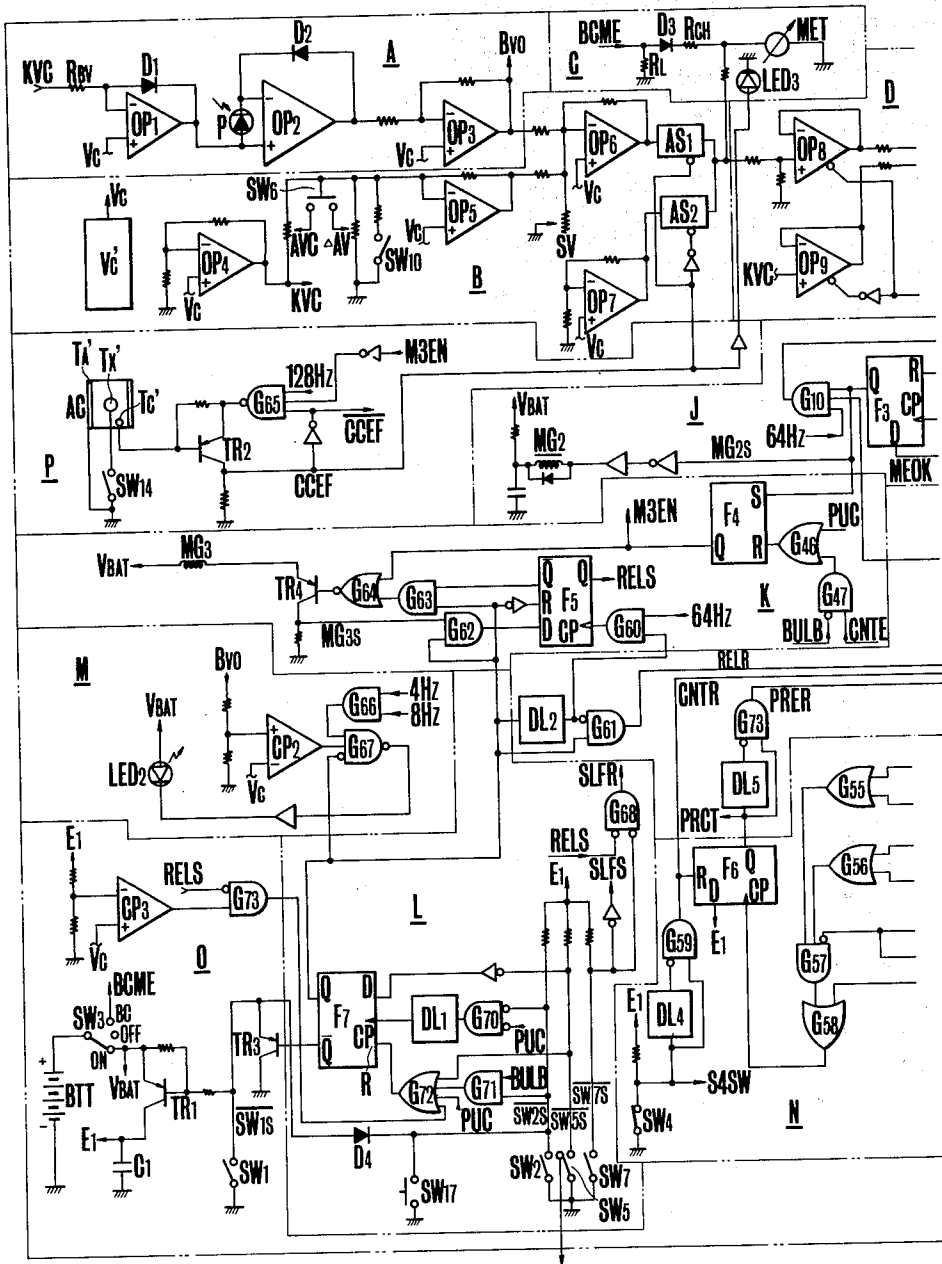 BCME
D3
RCH
MET
D2
A
BVO
C
RL
LED3
D
KVC
RBV
D1
P
OP1
OP2
OP3
OP6
AS1
OP8
VC
VC
VC
AS2
SW6
VC
V'C
AVC
ΔAV
VC
OP5
SV
OP4
SW10
KVC
B
OP7
KVC
OP9
VC
VC
TA'
TX'
AC
TC'
128Hz
M3EN
G65
CCEF
TR2
CCEF
P
SW14
VBAT
J
MG2
G10
64Hz
Q
R
F3
CP
D
MG2S
MEOK
M3EN
S
F4
Q
R
PUC
G46
K
G47
BULB
CNTE
MG3
VBAT
TR4
G64
G63
Q
Q
RELS
R
F5
D
CP
G60
64Hz
MG3S
G62
M
BVO
RELR
CNTR
PRER
VBAT
G66
4Hz
8Hz
DL2
G61
G73
CP2
G67
LED2
VC
SLFR
G68
DL5
G55
E1
RELS
RELS
SLFS
PRCT
G56
CP3
G73
L
E1
R
F6
Q
D
CP
VC
O
G59
E1
G57
BCME
SW3
BC
OFF
ON
Q
D
F7
CP
Q
R
DL1
G70
PUC
E1
DL4
G58
TR3
BTT
VBAT
TR1
G72
G71
BULB
PUC
SW2S
SW5S
SW7S
S4SW
SW4
N
SW1S
E1
C1
SW1
D4
SW17
SW2
SW7
SW5